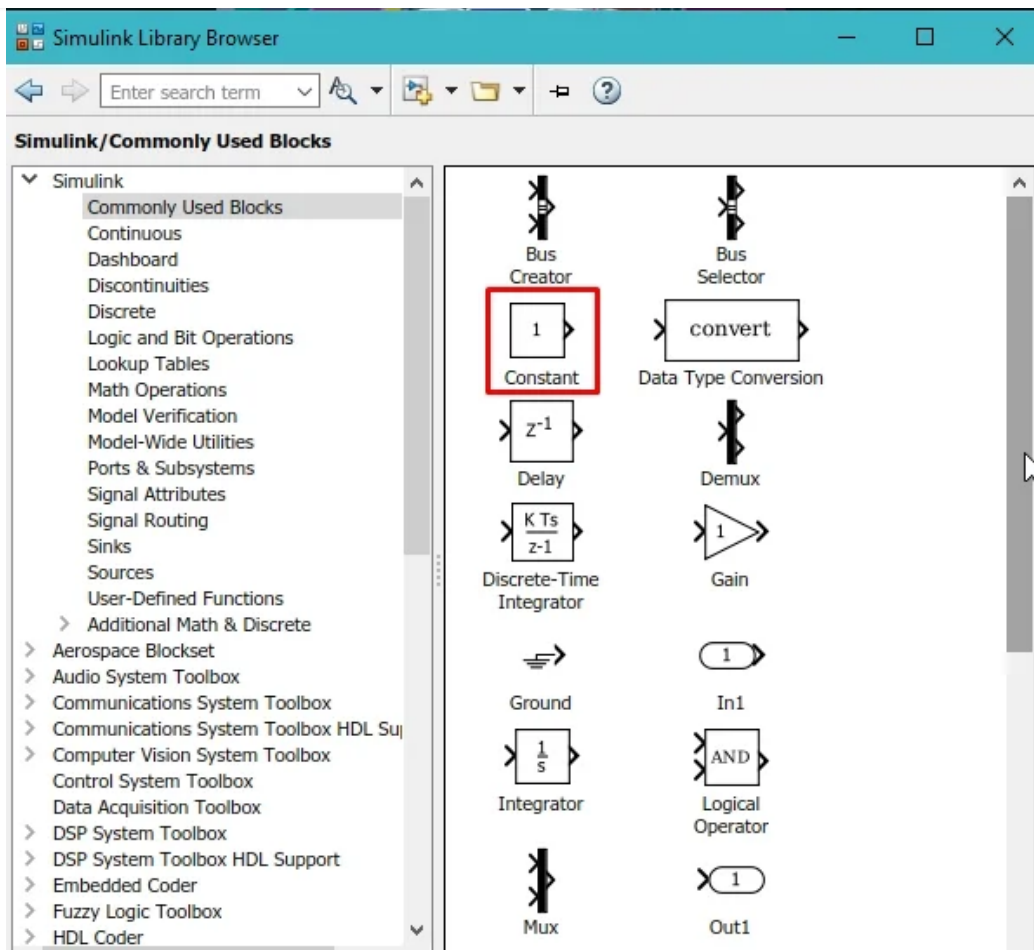 Simulink Library Browser
Enter search term
Simulink/Commonly Used Blocks
Simulink
Commonly Used Blocks
Continuous
Dashboard
Discontinuities
Discrete
Logic and Bit Operations
Lookup Tables
Math Operations
Model Verification
Model-Wide Utilities
Ports & Subsystems
Signal Attributes
Signal Routing
Sinks
Sources
User-Defined Functions
Additional Math & Discrete
Aerospace Blockset
Audio System Toolbox
Communications System Toolbox
Communications System Toolbox HDL Su
Computer Vision System Toolbox
Control System Toolbox
Data Acquisition Toolbox
DSP System Toolbox
DSP System Toolbox HDL Support
Embedded Coder
Fuzzy Logic Toolbox
HDL Coder
Bus
Creator
Bus
Selector
1
Constant
convert
Data Type Conversion
Z-1
Delay
Demux
K Ts
z-1
Discrete-Time
Integrator
1
Gain
Ground
1
In1
1
s
Integrator
AND
Logical
Operator
Mux
1
Out1